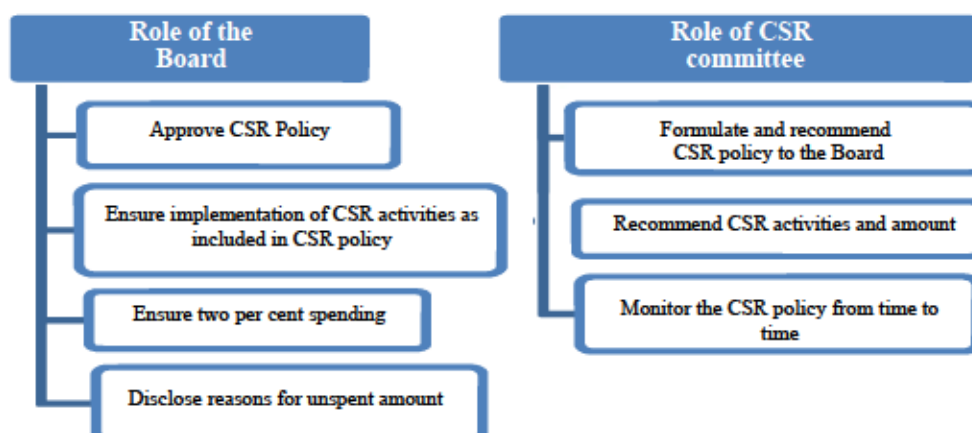 Role of the
Board
Approve CSR Policy
Ensure implementation of CSR activities as
included in CSR policy
Ensure two per cent spending
Disclose reasons for unspent amount
Role of CSR
committee
Formulate and recommend
CSR policy to the Board
Recommend CSR activities and amount
Monitor the CSR policy from time to
time